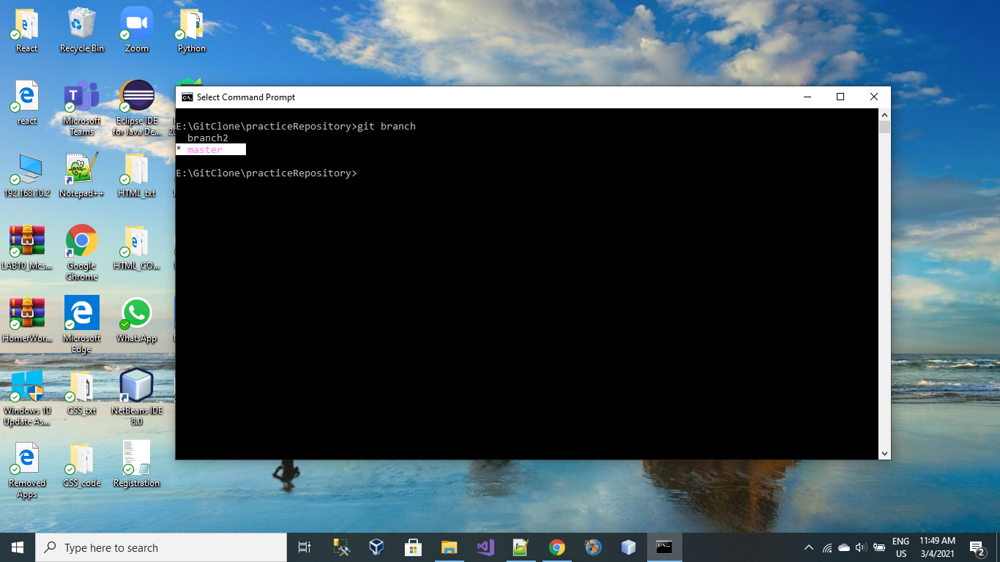 React
Recycle Bin
Zoom
Python
react
Microsoft
Teams
Eclipse IDE
for Java De...
192.168.10.2
Notepad++
HTML_txt
LAB10_Mcs...
Google
Chrome
HTML_CO...
HomerWor...
Microsoft
Edge
WhatsApp
Windows 10
Update As...
CSS_txt
NetBeans IDE
8.0
Removed
Apps
CSS_code
Registration
Select Command Prompt
E:\GitClone\practiceRepository>git branch
branch2
* master
E:\GitClone\practiceRepository>
Type here to search
ENG
US
11:49 AM
3/4/2021
2